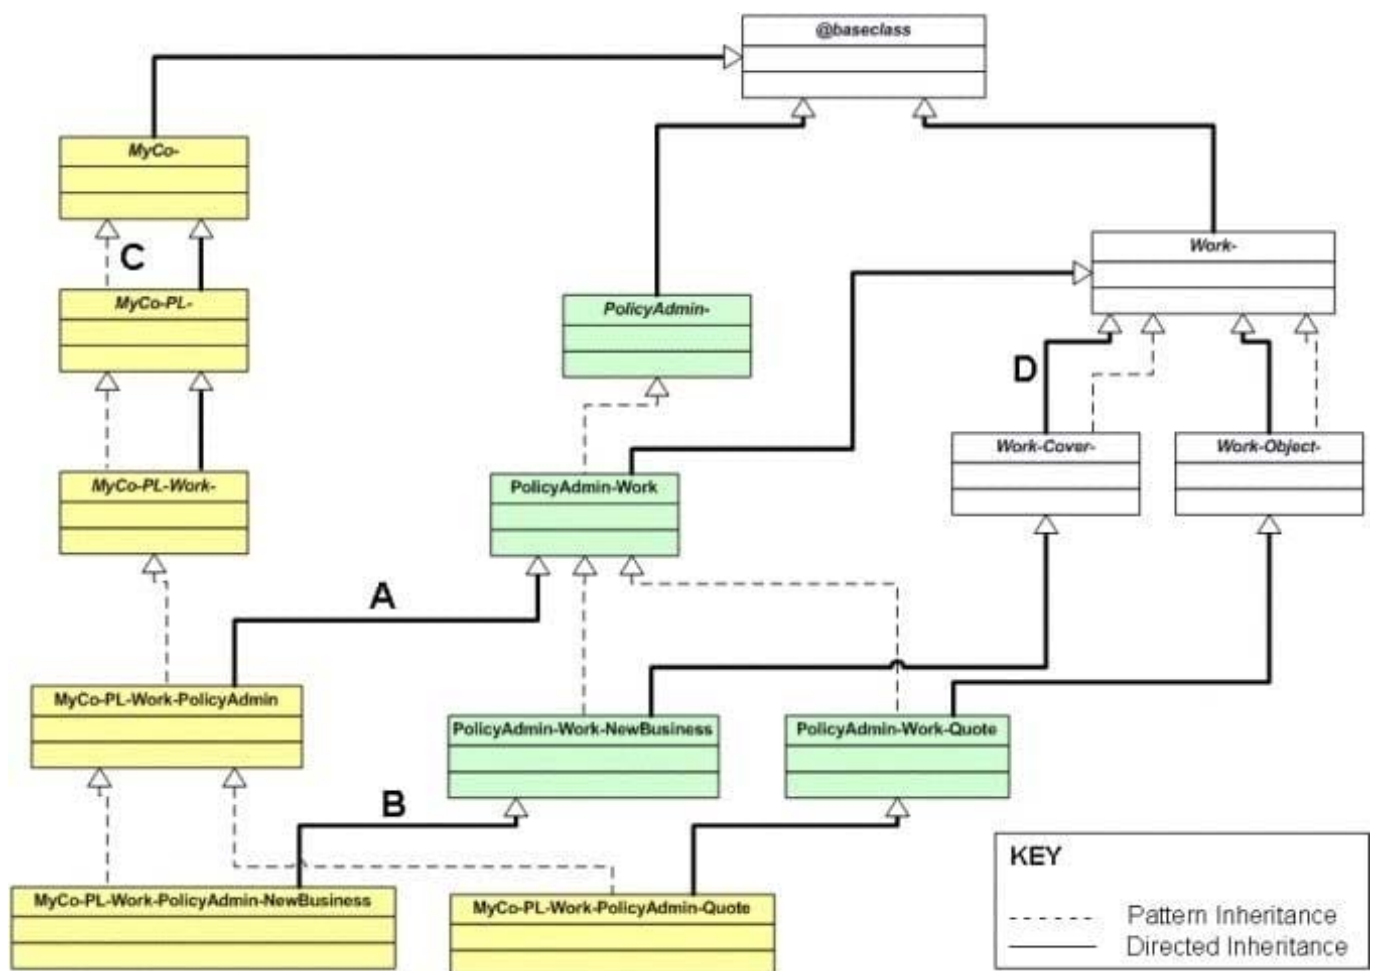 @baseclass
MyCo-
C
Work-
MyCo-PL-
PolicyAdmin-
D
Work-Cover-
Work-Object-
MyCo-PL-Work-
PolicyAdmin-Work
A
MyCo-PL-Work-PolicyAdmin
PolicyAdmin-Work-NewBusiness
PolicyAdmin-Work-Quote
B
KEY
MyCo-PL-Work-PolicyAdmin-NewBusiness
MyCo-PL-Work-PolicyAdmin-Quote
Pattern Inheritance
Directed Inheritance